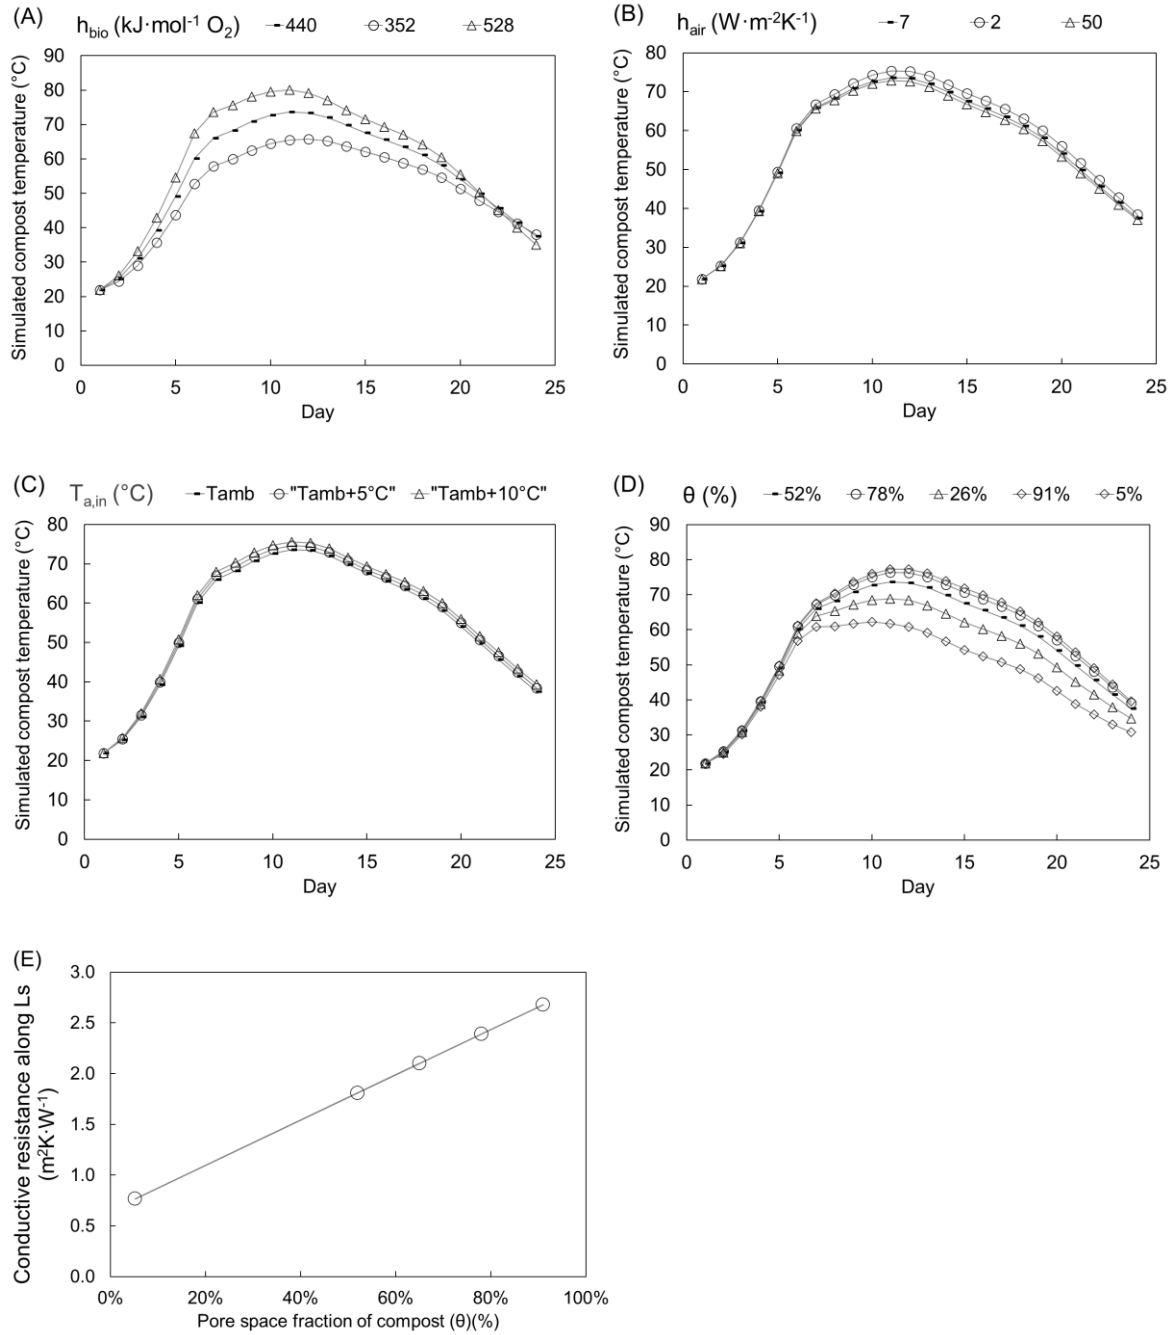 (A) h_bio (kJ·mol⁻¹ O₂) 440 352 528
Simulated compost temperature (°C)
90
80
70
60
50
40
30
20
10
0
0 5 10 15 20 25
Day
(B) h_air (W·m⁻²K⁻¹) 7 2 50
Simulated compost temperature (°C)
80
70
60
50
40
30
20
10
0
0 5 10 15 20 25
Day
(C) T_a,in (°C) Tamb "Tamb+5°C" "Tamb+10°C"
Simulated compost temperature (°C)
80
70
60
50
40
30
20
10
0
0 5 10 15 20 25
Day
(D) θ (%) 52% 78% 26% 91% 5%
Simulated compost temperature (°C)
90
80
70
60
50
40
30
20
10
0
0 5 10 15 20 25
Day
(E)
Conductive resistance along Ls
(m²K·W⁻¹)
3.0
2.5
2.0
1.5
1.0
0.5
0.0
0% 20% 40% 60% 80% 100%
Pore space fraction of compost (θ)(%)